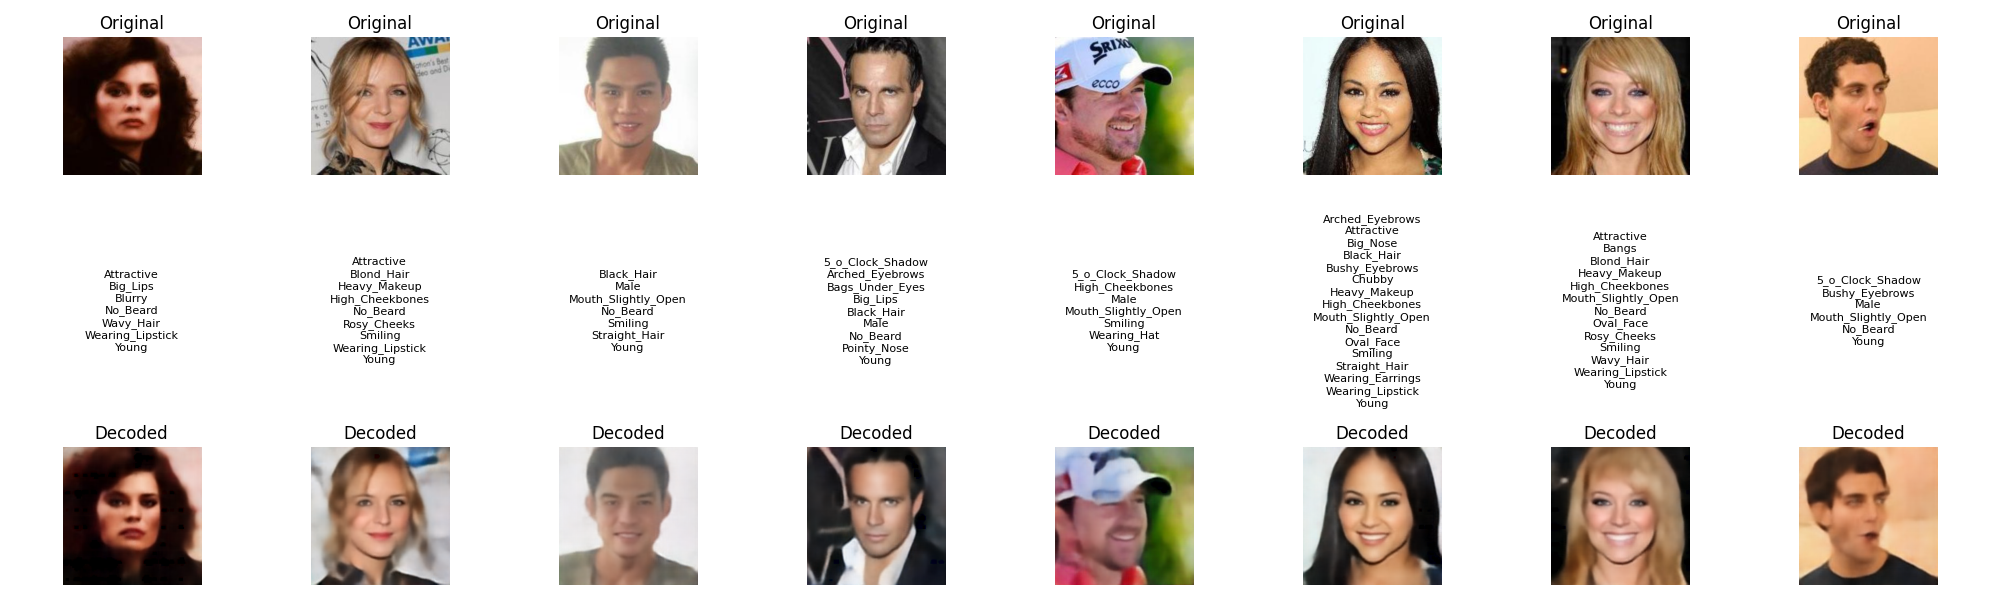 Original
Original
Original
Original
Original
Original
Original
Original
AWA
SRIXO
ecco
Attractive
Big_Lips
Blurry
No_Beard
Wavy_Hair
Wearing_Lipstick
Young
Attractive
Blond_Hair
Heavy_Makeup
High_Cheekbones
No_Beard
Rosy_Cheeks
Smiling
Wearing_Lipstick
Young
Black_Hair
Male
Mouth_Slightly_Open
No_Beard
Smiling
Straight_Hair
Young
5_o_Clock_Shadow
Arched_Eyebrows
Bags_Under_Eyes
Big_Lips
Black_Hair
Male
No_Beard
Pointy_Nose
Young
5_o_Clock_Shadow
High_Cheekbones
Male
Mouth_Slightly_Open
Smiling
Wearing_Hat
Young
Arched_Eyebrows
Attractive
Big_Nose
Black_Hair
Bushy_Eyebrows
Chubby
Heavy_Makeup
High_Cheekbones
Mouth_Slightly_Open
No_Beard
Oval_Face
Smiling
Straight_Hair
Wearing_Earrings
Wearing_Lipstick
Young
Attractive
Bangs
Blond_Hair
Heavy_Makeup
High_Cheekbones
Mouth_Slightly_Open
No_Beard
Oval_Face
Rosy_Cheeks
Smiling
Wavy_Hair
Wearing_Lipstick
Young
5_o_Clock_Shadow
Bushy_Eyebrows
Male
Mouth_Slightly_Open
No_Beard
Young
Decoded
Decoded
Decoded
Decoded
Decoded
Decoded
Decoded
Decoded